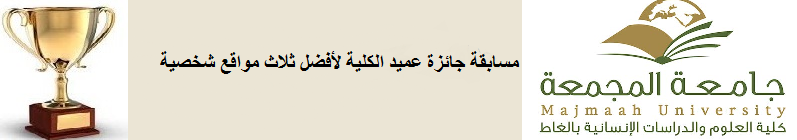 مسابقة جائزة عميد الكلية لأفضل ثلاث مواقع شخصية
جامعة المجمعة
Majmaah University
كلية العلوم والدراسات الإنسانية بالغاط